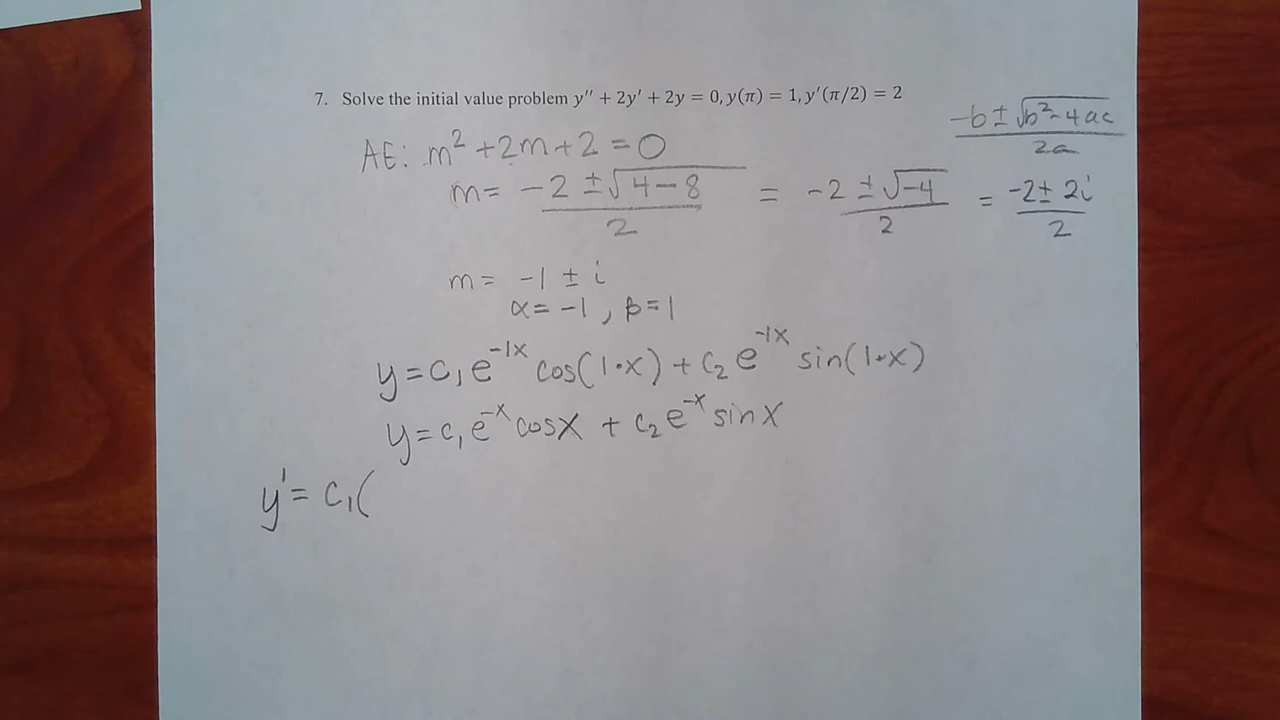 7. Solve the initial value problem y″ + 2y′ + 2y = 0, y(π) = 1, y′(π/2) = 2
-b ± √(b² - 4ac) / 2a
AE: m² + 2m + 2 = 0
m = -2 ± √(4 - 8) / 2 = -2 ± √-4 / 2 = -2 ± 2i / 2
m = -1 ± i
α = -1, β = 1
y = c₁e^(-1x) cos(1·x) + c₂e^(-1x) sin(1·x)
y = c₁e^(-x) cosx + c₂e^(-x) sinx
y' = c₁(